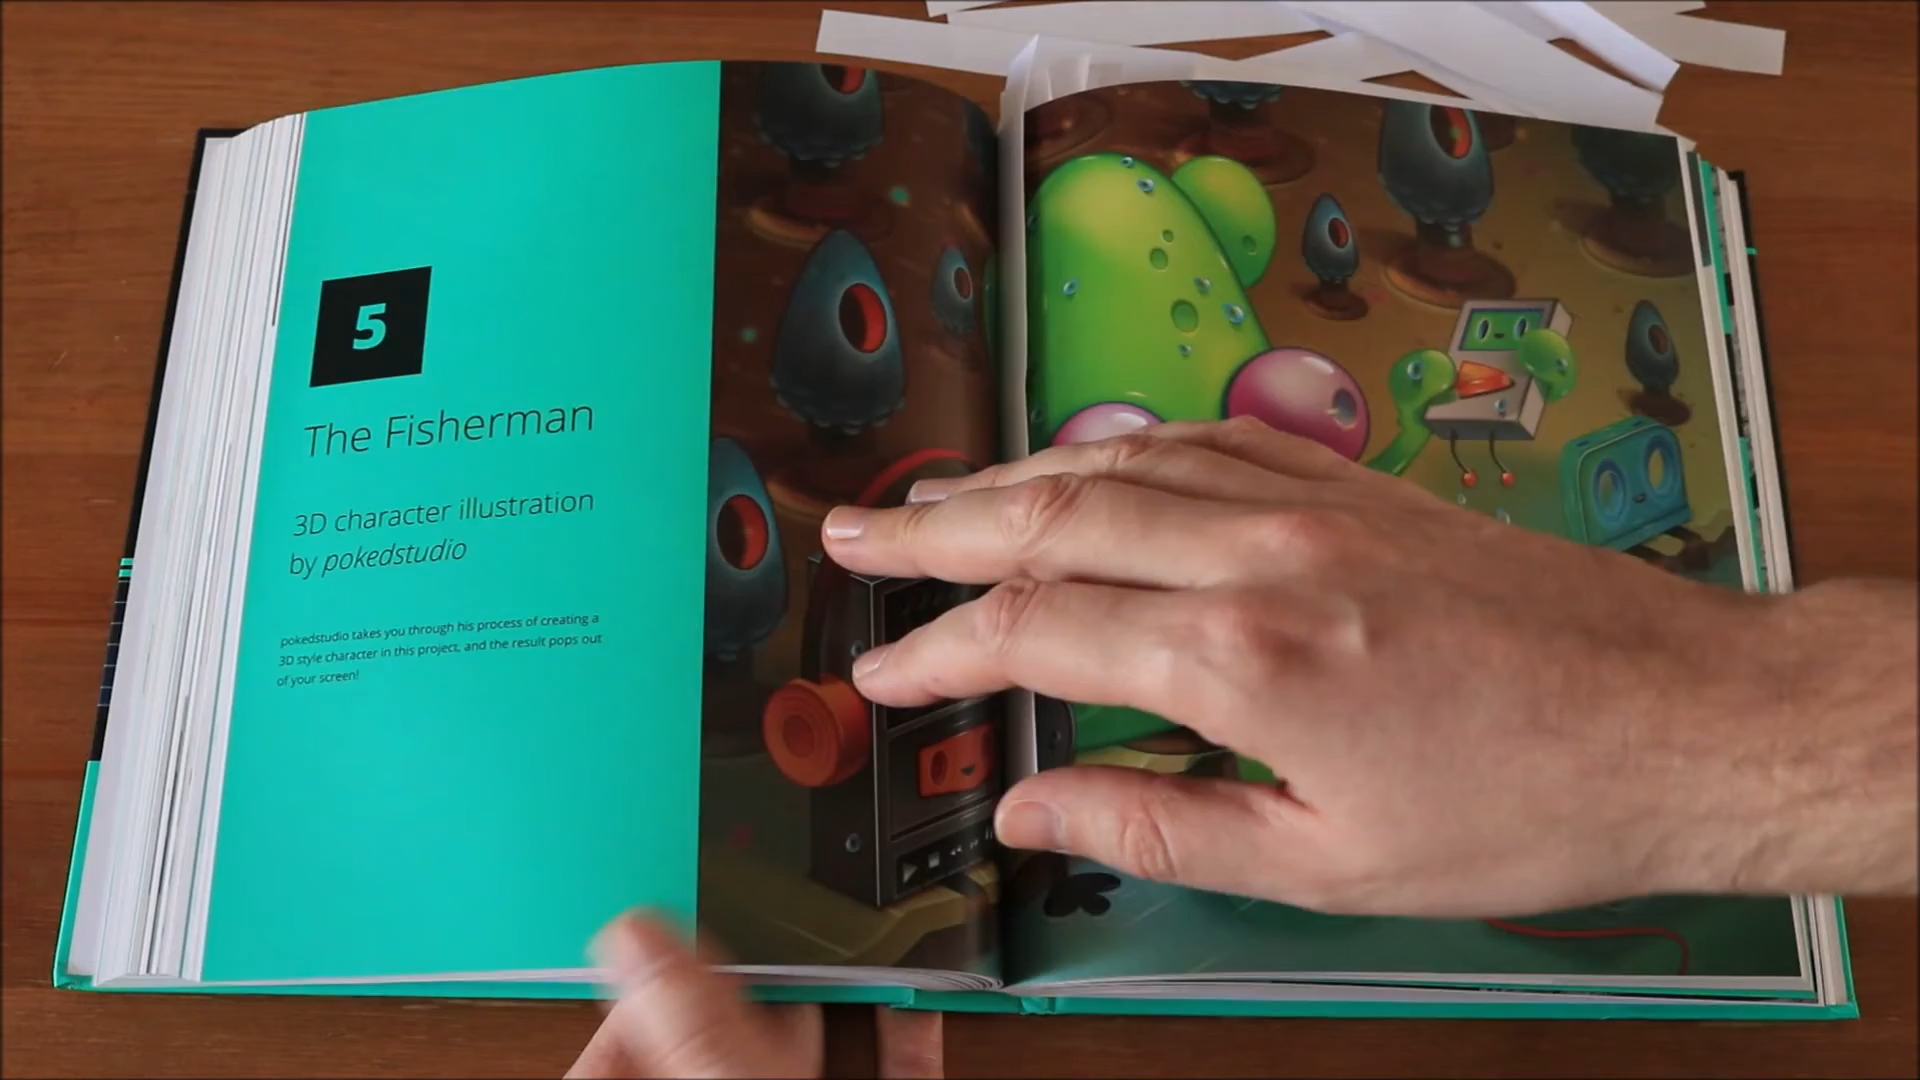 5
The Fisherman
3D character illustration
by pokedstudio
pokedstudio takes you through his process of creating a
3D style character in this project, and the result pops out
of your screen!